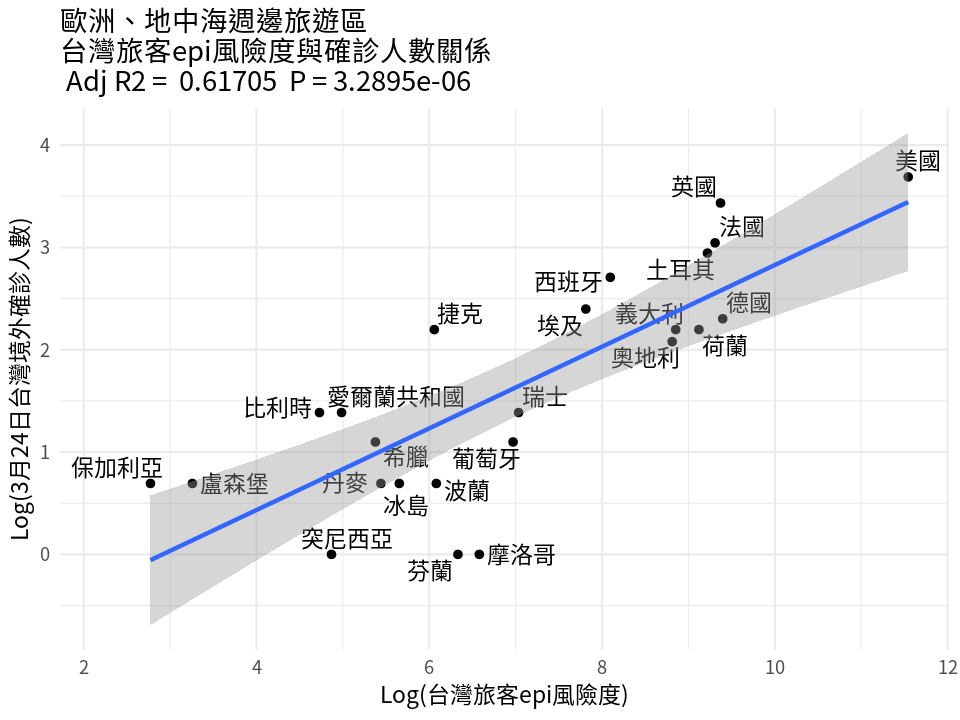 歐洲、地中海週邊旅遊區
台灣旅客epi風險度與確診人數關係
Adj R2 = 0.61705 P = 3.2895e-06
4
美國
英國
法國
3
土耳其
西班牙
德國
捷克
埃及
義大利
荷蘭
2
奧地利
愛爾蘭共和國
瑞士
比利時
1
希臘
葡萄牙
保加利亞
盧森堡
丹麥
波蘭
冰島
突尼西亞
0
摩洛哥
芬蘭
Log(3月24日台灣境外確診人數)
2
4
6
8
10
12
Log(台灣旅客epi風險度)